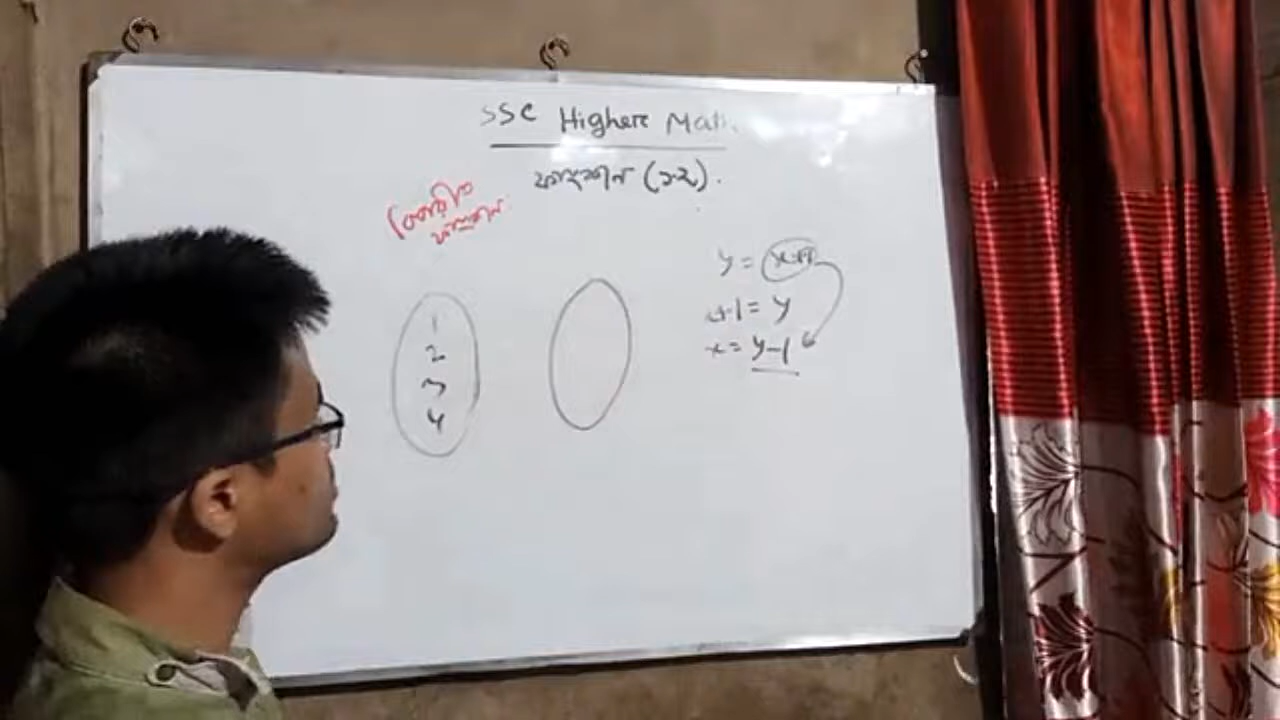 SSC Higher Math
ফাংশন (১২).
বিপরীত
ফাংশন
1
2
3
4
y = x+1
x+1 = y
x = y-1